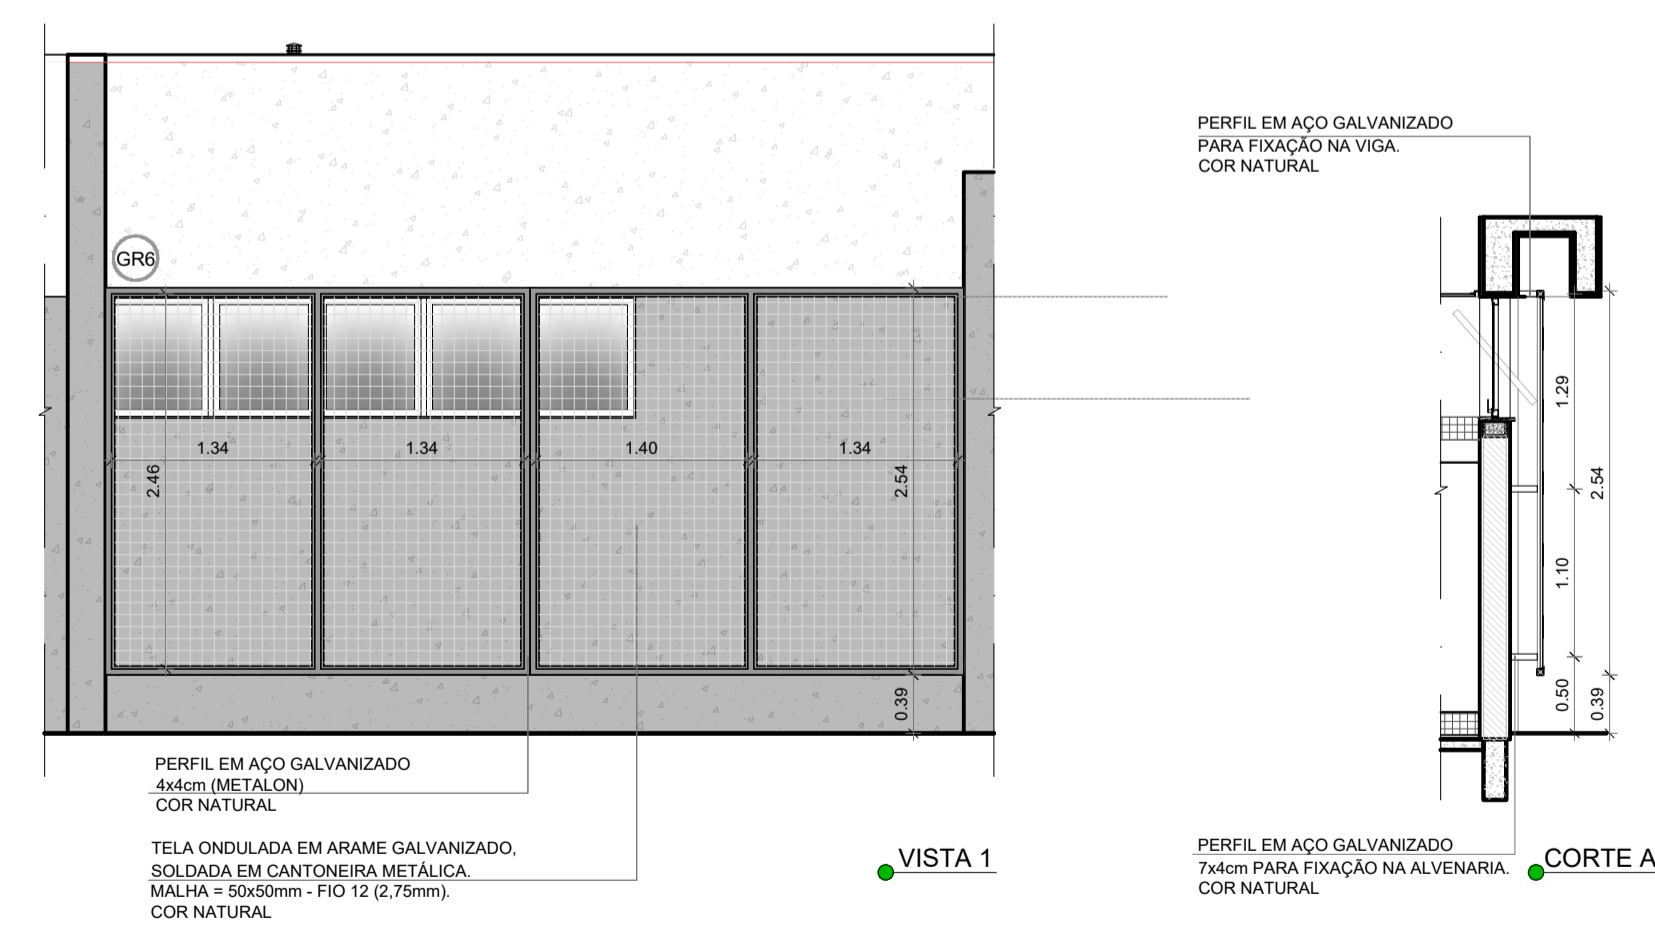 PERFIL EM AÇO GALVANIZADO
PARA FIXAÇÃO NA VIGA.
COR NATURAL
GR6
1.34
1.34
1.40
1.34
2.46
2.54
0.39
1.29
2.54
1.10
0.50
0.39
PERFIL EM AÇO GALVANIZADO
4x4cm (METALON)
COR NATURAL
TELA ONDULADA EM ARAME GALVANIZADO,
SOLDADA EM CANTONEIRA METÁLICA.
MALHA = 50x50mm - FIO 12 (2,75mm).
COR NATURAL
VISTA 1
PERFIL EM AÇO GALVANIZADO
7x4cm PARA FIXAÇÃO NA ALVENARIA.
COR NATURAL
CORTE A